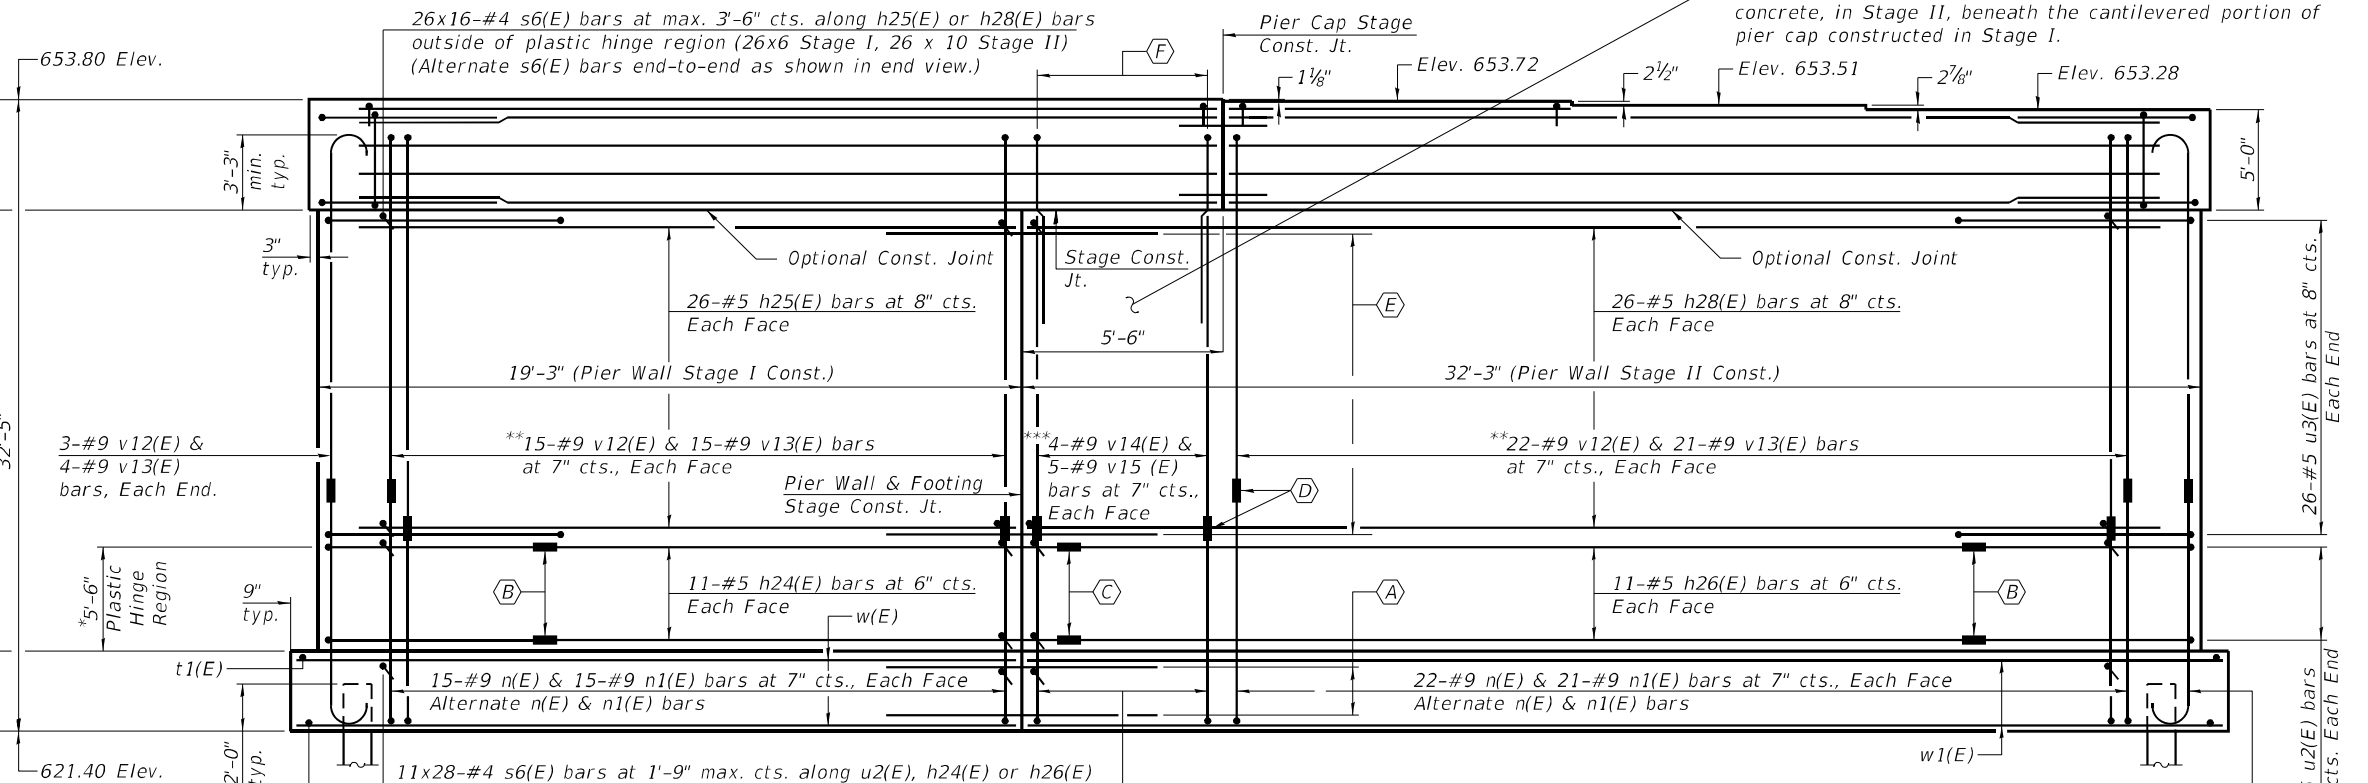 26x16-#4 s6(E) bars at max. 3'-6" cts. along h25(E) or h28(E) bars
outside of plastic hinge region (26x6 Stage I, 26 x 10 Stage II)
(Alternate s6(E) bars end-to-end as shown in end view.)
Pier Cap Stage
Const. Jt.
concrete, in Stage II, beneath the cantilevered portion of
pier cap constructed in Stage I.
653.80 Elev.
F
1⅛"
Elev. 653.72
2½"
Elev. 653.51
2⅞"
Elev. 653.28
3'-3"
min.
typ.
5'-0"
3"
typ.
Optional Const. Joint
Stage Const.
Jt.
Optional Const. Joint
26-#5 h25(E) bars at 8" cts.
Each Face
E
26-#5 h28(E) bars at 8" cts.
Each Face
5'-6"
19'-3" (Pier Wall Stage I Const.)
32'-3" (Pier Wall Stage II Const.)
26-#5 u3(E) bars at 8" cts.
Each End
32'-5"
3-#9 v12(E) &
4-#9 v13(E)
bars, Each End.
**15-#9 v12(E) & 15-#9 v13(E) bars
at 7" cts., Each Face
***4-#9 v14(E) &
5-#9 v15 (E)
bars at 7" cts.,
Each Face
**22-#9 v12(E) & 21-#9 v13(E) bars
at 7" cts., Each Face
Pier Wall & Footing
Stage Const. Jt.
D
*5'-6"
Plastic
Hinge
Region
9"
typ.
B
11-#5 h24(E) bars at 6" cts.
Each Face
C
A
11-#5 h26(E) bars at 6" cts.
Each Face
B
w(E)
t1(E)
15-#9 n(E) & 15-#9 n1(E) bars at 7" cts., Each Face
Alternate n(E) & n1(E) bars
22-#9 n(E) & 21-#9 n1(E) bars at 7" cts., Each Face
Alternate n(E) & n1(E) bars
u2(E) bars
cts. Each End
2'-0"
typ.
w1(E)
621.40 Elev.
11x28-#4 s6(E) bars at 1'-9" max. cts. along u2(E), h24(E) or h26(E)